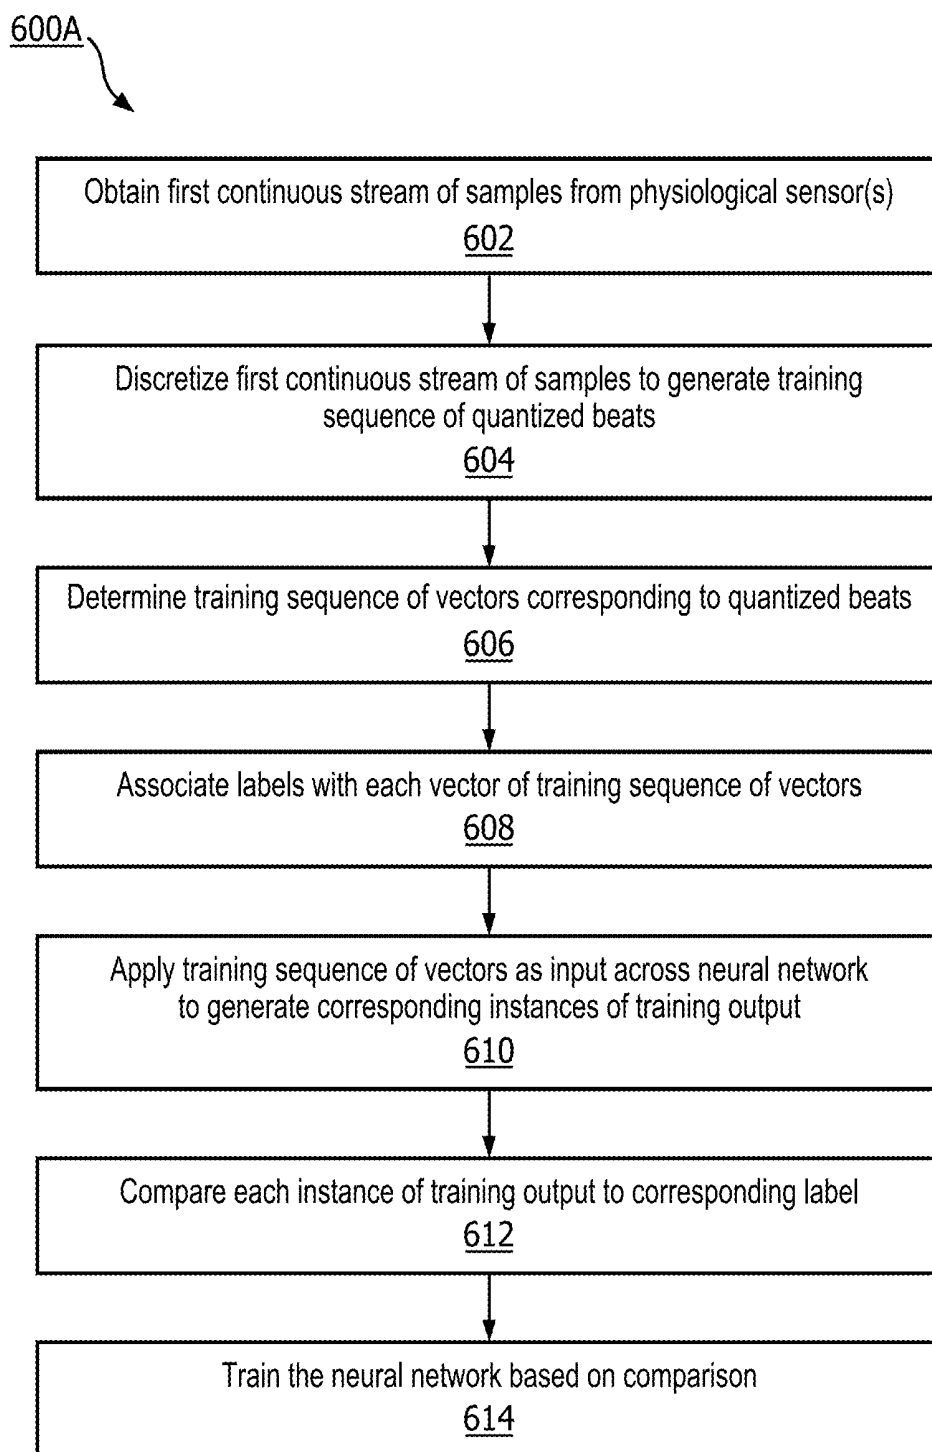 600A
Obtain first continuous stream of samples from physiological sensor(s)
602
Discretize first continuous stream of samples to generate training
sequence of quantized beats
604
Determine training sequence of vectors corresponding to quantized beats
606
Associate labels with each vector of training sequence of vectors
608
Apply training sequence of vectors as input across neural network
to generate corresponding instances of training output
610
Compare each instance of training output to corresponding label
612
Train the neural network based on comparison
614